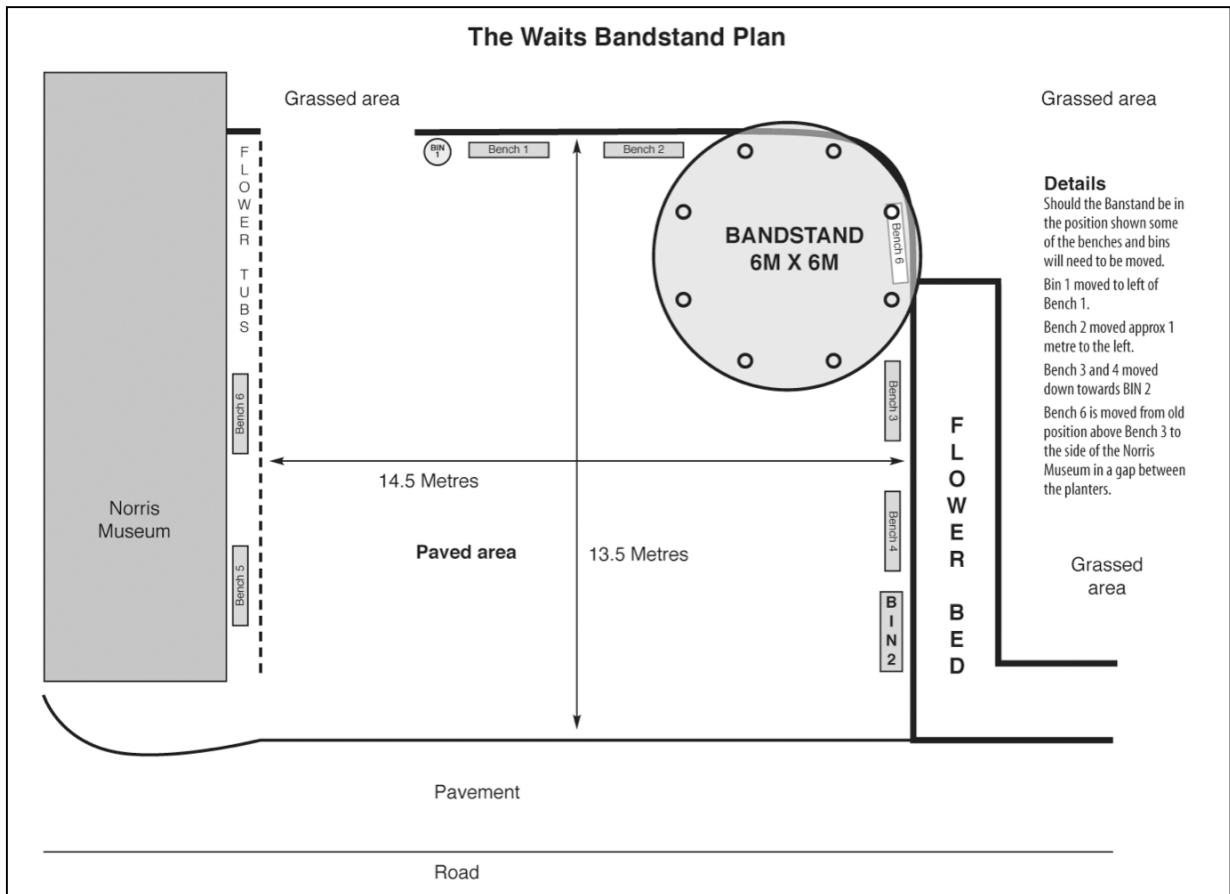 The Waits Bandstand Plan
Grassed area
Grassed area
BIN
1
Bench 1
Bench 2
FLOWER TUBS
BANDSTAND
6M X 6M
Bench 6
Details
Should the Banstand be in
the position shown some
of the benches and bins
will need to be moved.
Bin 1 moved to left of
Bench 1.
Bench 2 moved approx 1
metre to the left.
Bench 3 and 4 moved
down towards BIN 2
Bench 6 is moved from old
position above Bench 3 to
the side of the Norris
Museum in a gap between
the planters.
Bench 6
Bench 3
14.5 Metres
FLOWER BED
Norris
Museum
Bench 5
Paved area
13.5 Metres
Bench 4
BIN2
Grassed
area
Pavement
Road